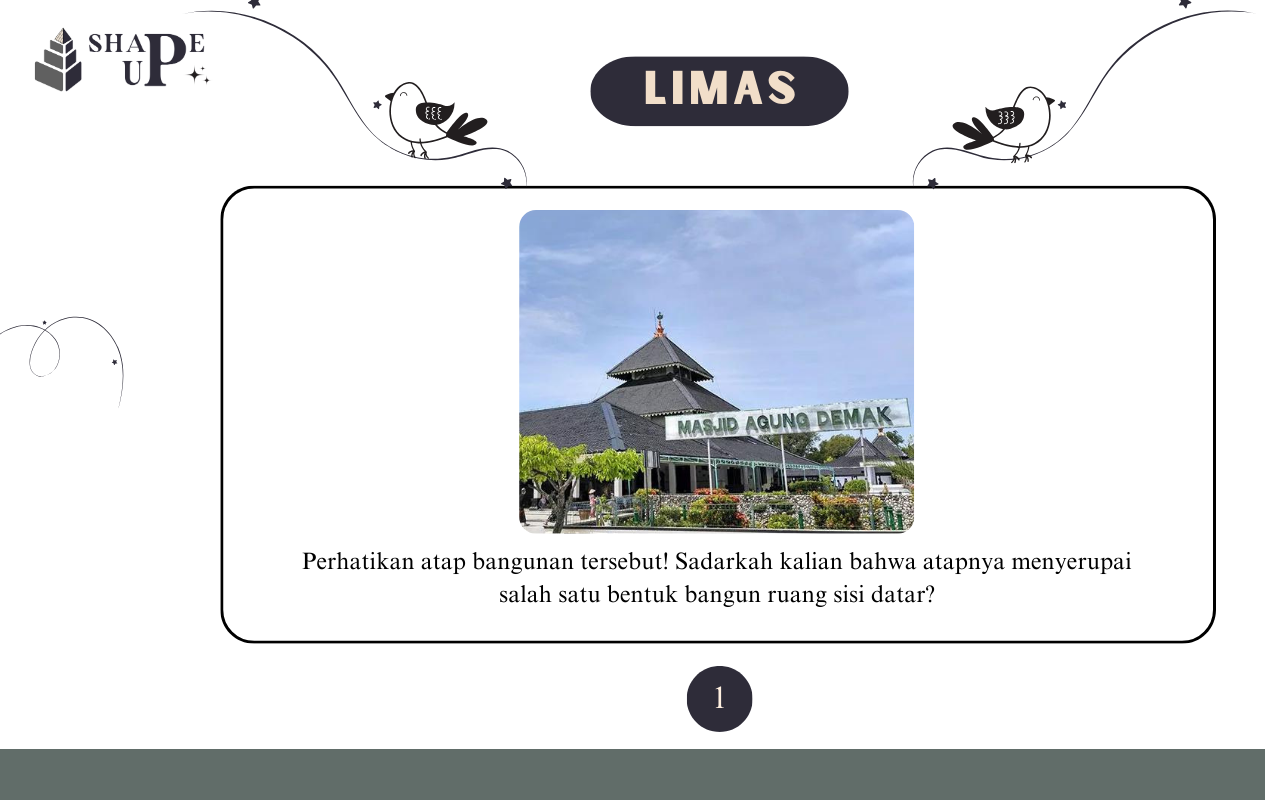 SHAPE
UP
LIMAS
MASJID AGUNG DEMAK
Perhatikan atap bangunan tersebut! Sadarkah kalian bahwa atapnya menyerupai
salah satu bentuk bangun ruang sisi datar?
1